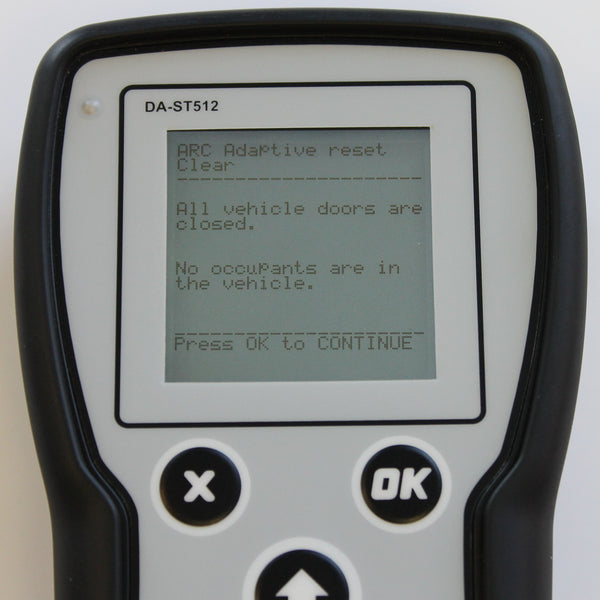 DA-ST512
ARC Adaptive reset
Clear
All vehicle doors are
closed.
No occupants are in
the vehicle.
Press OK to CONTINUE
X
OK